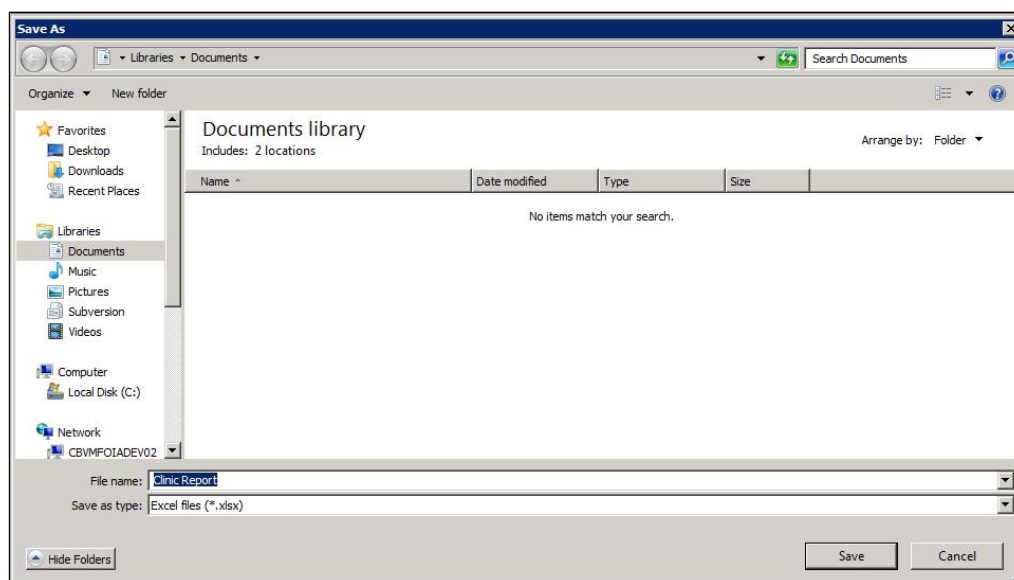 Save As
Libraries Documents
Search Documents
Organize New folder
Favorites
Desktop
Downloads
Recent Places
Libraries
Documents
Music
Pictures
Subversion
Videos
Computer
Local Disk (C:)
Network
CBVMFOIADEV02
Documents library
Includes: 2 locations
Arrange by: Folder
Name Date modified Type Size
No items match your search.
File name: Clinic Report
Save as type: Excel files (*.xlsx)
Hide Folders
Save Cancel